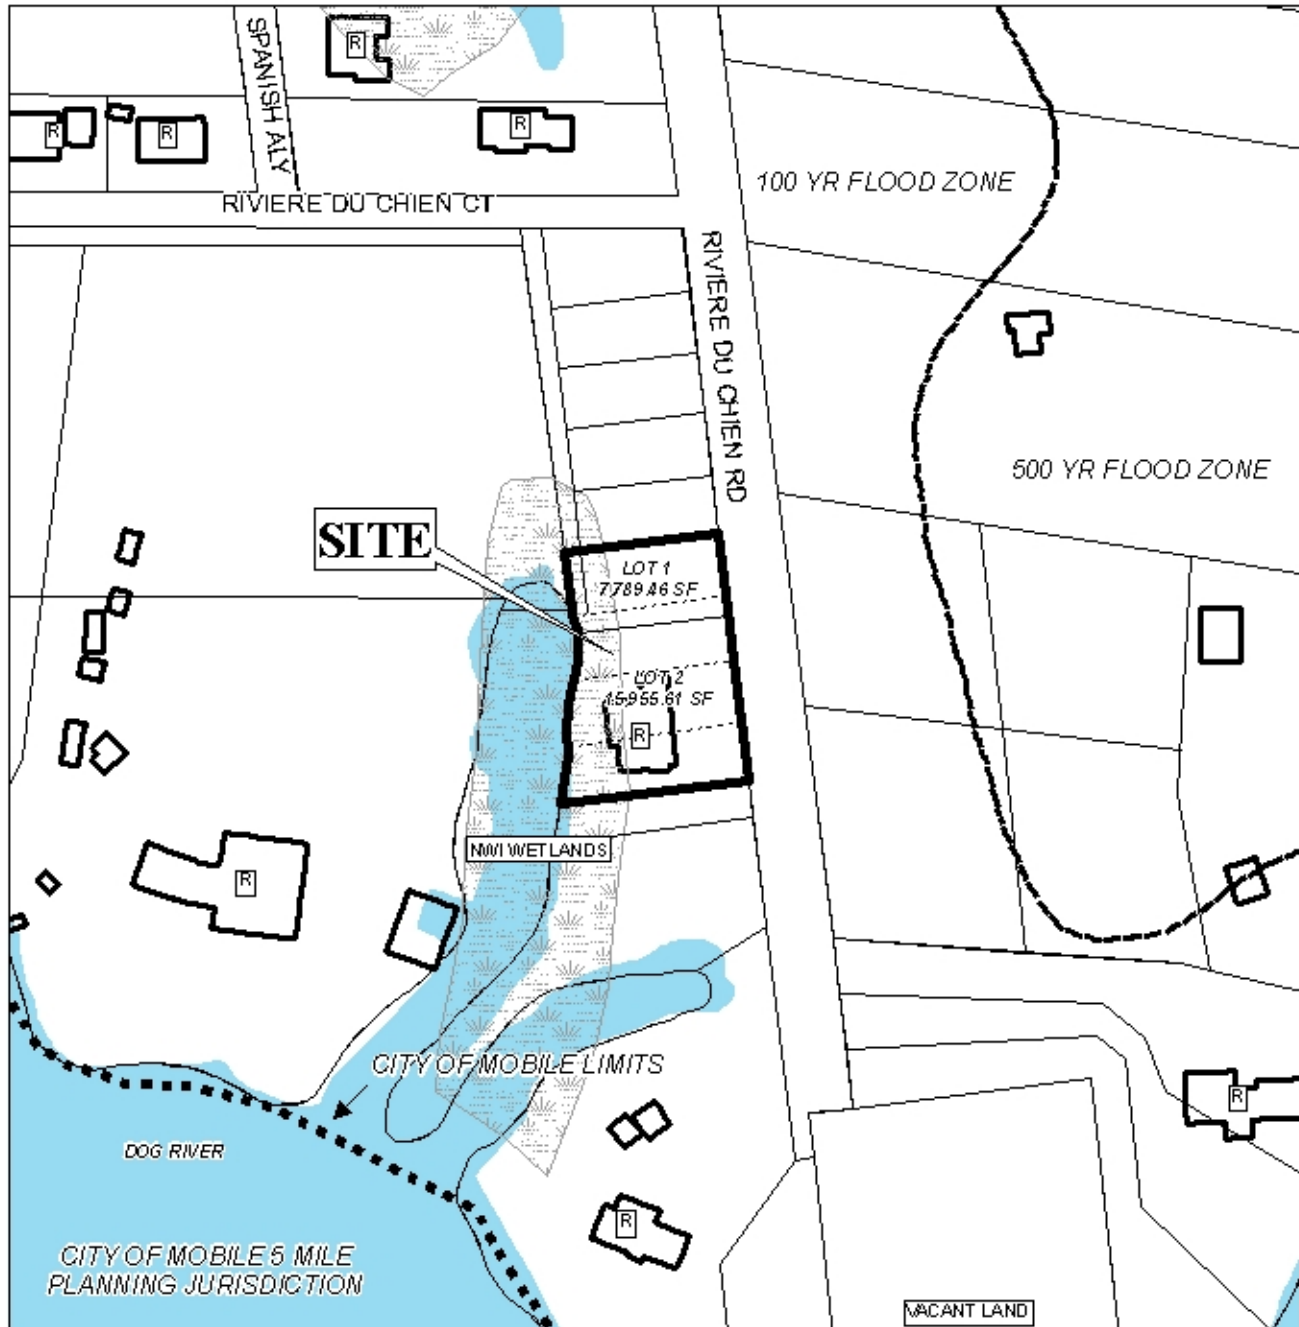 SPANISH ALY
R
R
R
R
RIVIERE DU CHIEN CT
100 YR FLOOD ZONE
RIVIERE DU CHIEN RD
500 YR FLOOD ZONE
SITE
LOT 1
7789.46 SF
LOT 2
15955.61 SF
R
NWI WETLANDS
R
CITY OF MOBILE LIMITS
R
DOG RIVER
R
CITY OF MOBILE 5 MILE
PLANNING JURISDICTION
VACANT LAND